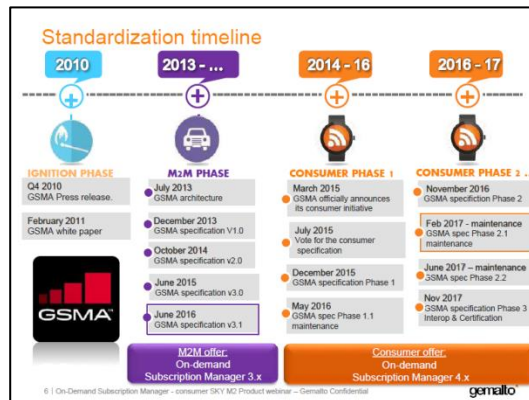 Standardization timeline
2010
2013 - ...
2014 - 16
2016 - 17
IGNITION PHASE
Q4 2010
GSMA Press release.
February 2011
GSMA white paper
GSMA
M2M PHASE
July 2013
GSMA architecture
December 2013
GSMA specification V1.0
October 2014
GSMA specification v2.0
June 2015
GSMA specification v3.0
June 2016
GSMA specification v3.1
CONSUMER PHASE 1
March 2015
GSMA officially announces
its consumer initiative
July 2015
Vote for the consumer
specification
December 2015
GSMA specification Phase 1
May 2016
GSMA spec Phase 1.1
maintenance
CONSUMER PHASE 2 ..
November 2016
GSMA specifiction Phase 2
Feb 2017 - maintenance
GSMA spec Phase 2.1
maintenance
June 2017 – maintenance
GSMA spec Phase 2.2
Nov 2017
GSMA specification Phase 3
Interop & Certification
M2M offer:
On-demand
Subscription Manager 3.x
Consumer offer:
On-demand
Subscription Manager 4.x
6 | On-Demand Subscription Manager - consumer SKY M2 Product webinar – Gemalto Confidential
gemalto